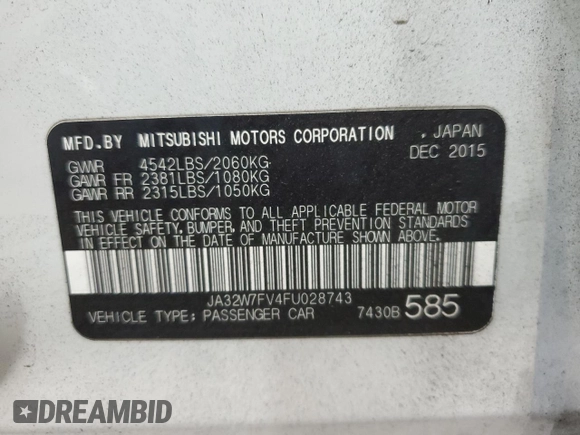 MFD.BY MITSUBISHI MOTORS CORPORATION , JAPAN
GVWR 4542LBS/2060KG DEC 2015
GAWR FR 2381LBS/1080KG
GAWR RR 2315LBS/1050KG
THIS VEHICLE CONFORMS TO ALL APPLICABLE FEDERAL MOTOR
VEHICLE SAFETY, BUMPER, AND THEFT PREVENTION STANDARDS
IN EFFECT ON THE DATE OF MANUFACTURE SHOWN ABOVE.
JA32W7FV4FU028743
VEHICLE TYPE: PASSENGER CAR 7430B 585
DREAMBID